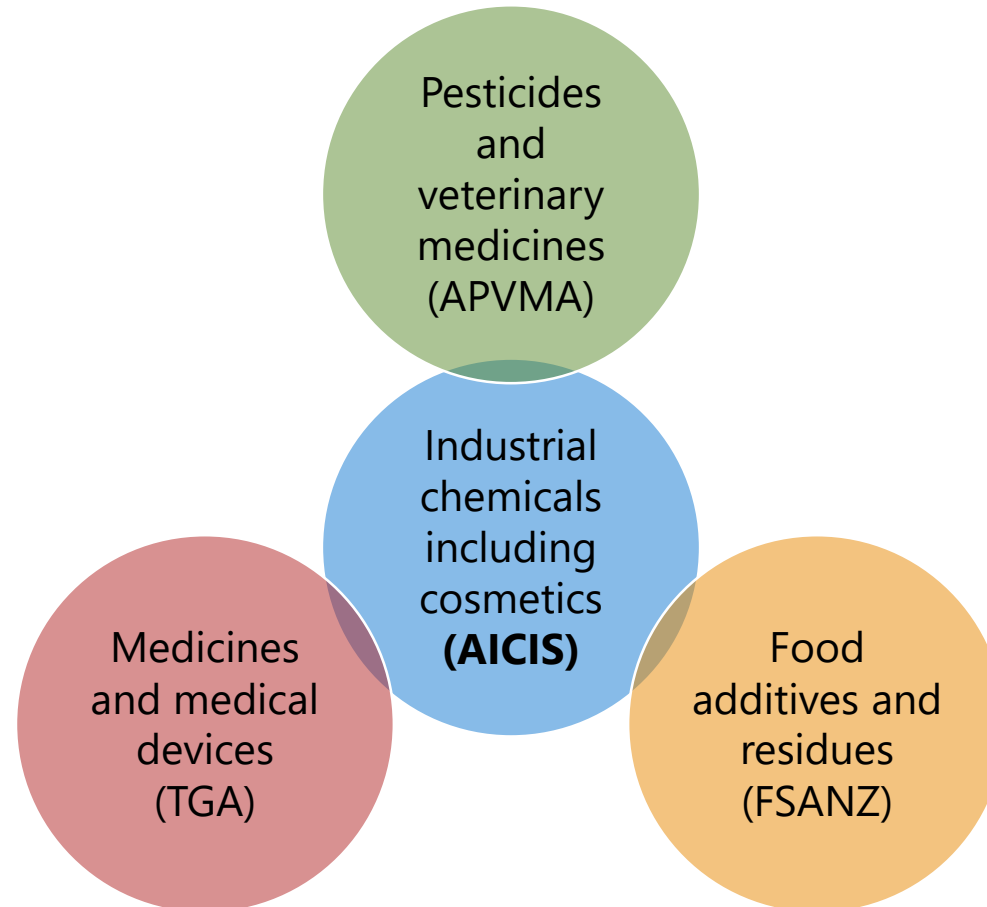 Pesticides
and
veterinary
medicines
(APVMA)
Industrial
chemicals
including
cosmetics
(AICIS)
Medicines
and medical
devices
(TGA)
Food
additives and
residues
(FSANZ)